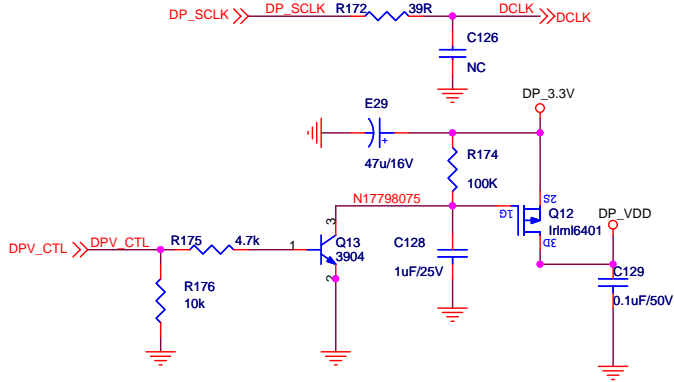 DP_SCLK
DP_SCLK
R172
39R
DCLK
DCLK
C126
NC
DP_3.3V
E29
+
47u/16V
R174
100K
N17798075
2S
1G
Q12
Irlml6401
3D
DP_VDD
DPV_CTL
DPV_CTL
R175
4.7k
1
3
Q13
3904
2
C128
1uF/25V
C129
0.1uF/50V
R176
10k